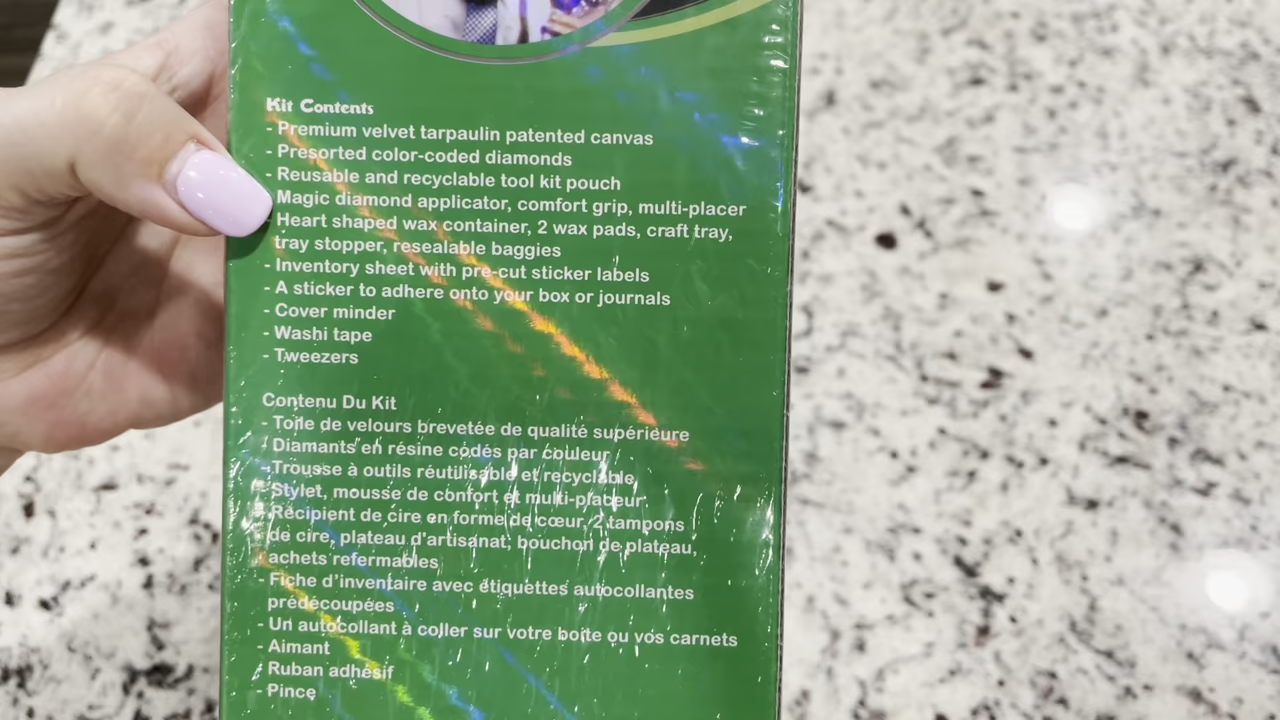 Kit Contents
- Premium velvet tarpaulin patented canvas
- Presorted color-coded diamonds
- Reusable and recyclable tool kit pouch
- Magic diamond applicator, comfort grip, multi-placer
Heart shaped wax container, 2 wax pads, craft tray,
tray stopper, resealable baggies
- Inventory sheet with pre-cut sticker labels
- A sticker to adhere onto your box or journals
- Cover minder
- Washi tape
- Tweezers
Contenu Du Kit
- Toile de velours brevetée de qualité supérieure
- Diamants en résine codés par couleur
- Trousse à outils réutilisable et recyclable
- Stylet, mousse de confort et multi-placeur
- Récipient de cire en forme de cœur, 2 tampons
de cire, plateau d'artisanat, bouchon de plateau,
achets refermables
- Fiche d'inventaire avec étiquettes autocollantes
prédécoupées
- Un autocollant à coller sur votre boite ou vos carnets
- Aimant
- Ruban adhésif
- Pince